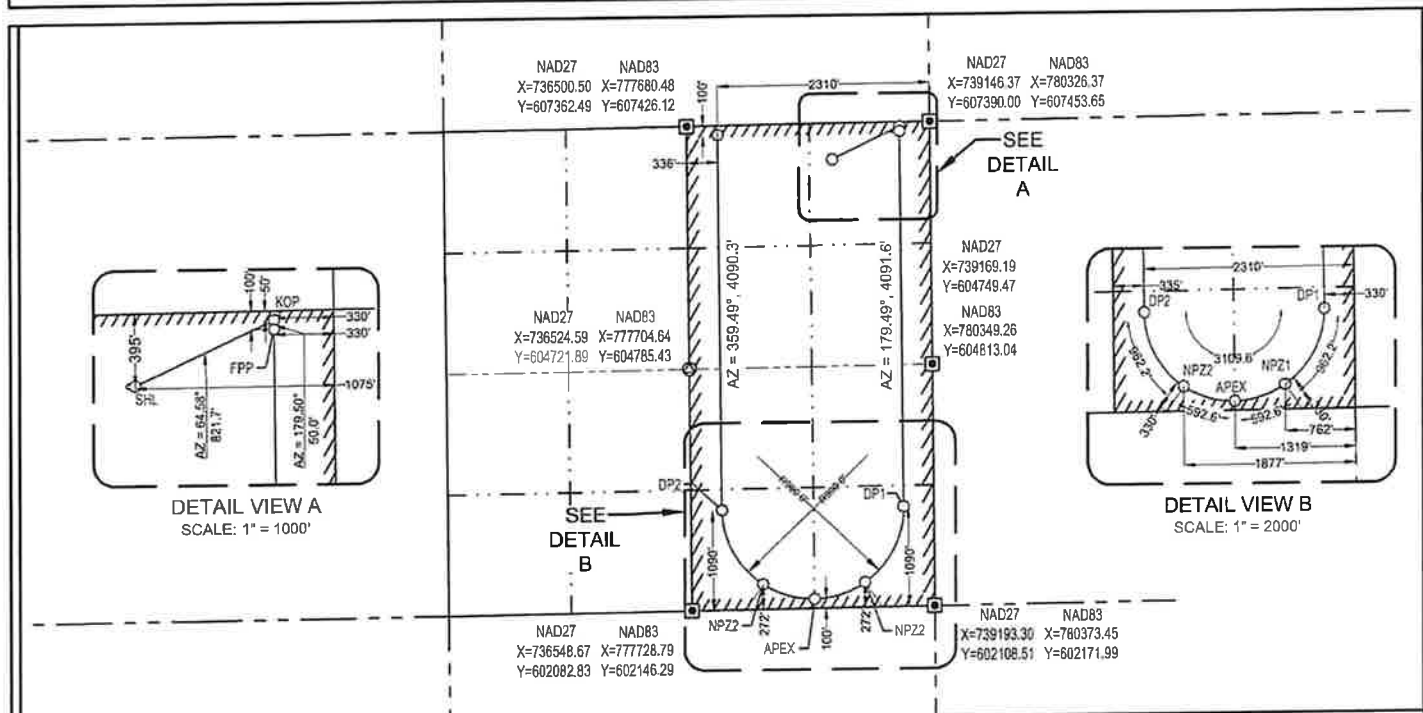 NAD27 NAD83
X=736500.50 X=777680.48
Y=607362.49 Y=607426.12
100'
2310'
NAD27 NAD83
X=739146.37 X=780326.37
Y=607390.00 Y=607453.65
336'
SEE
DETAIL
A
NAD27
X=739169.19
Y=604749.47
NAD83
X=780349.26
Y=604813.04
NAD27 NAD83
X=736524.59 X=777704.64
Y=604721.89 Y=604785.43
AZ = 359.49°, 4090.3'
AZ = 179.49°, 4091.6'
100'
50'
KOP
330'
330'
395'
FPP
1075'
SHL
AZ = 64.58°
821.7'
AZ = 179.50°
50.0'
DETAIL VIEW A
SCALE: 1" = 1000'
2310'
335'
DP2
DP1
330'
962.2'
3109.6'
962.2'
NPZ2
NPZ1
APEX
330'
592.6'
592.6'
762'
1319'
1877'
DETAIL VIEW B
SCALE: 1" = 2000'
DP2
DP1
SEE
DETAIL
B
1090'
1090'
NPZ2
272'
APEX
100'
272'
NPZ2
NAD27 NAD83
X=736548.67 X=777728.79
Y=602082.83 Y=602146.29
NAD27 NAD83
X=739193.30 X=780373.45
Y=602108.51 Y=602171.99